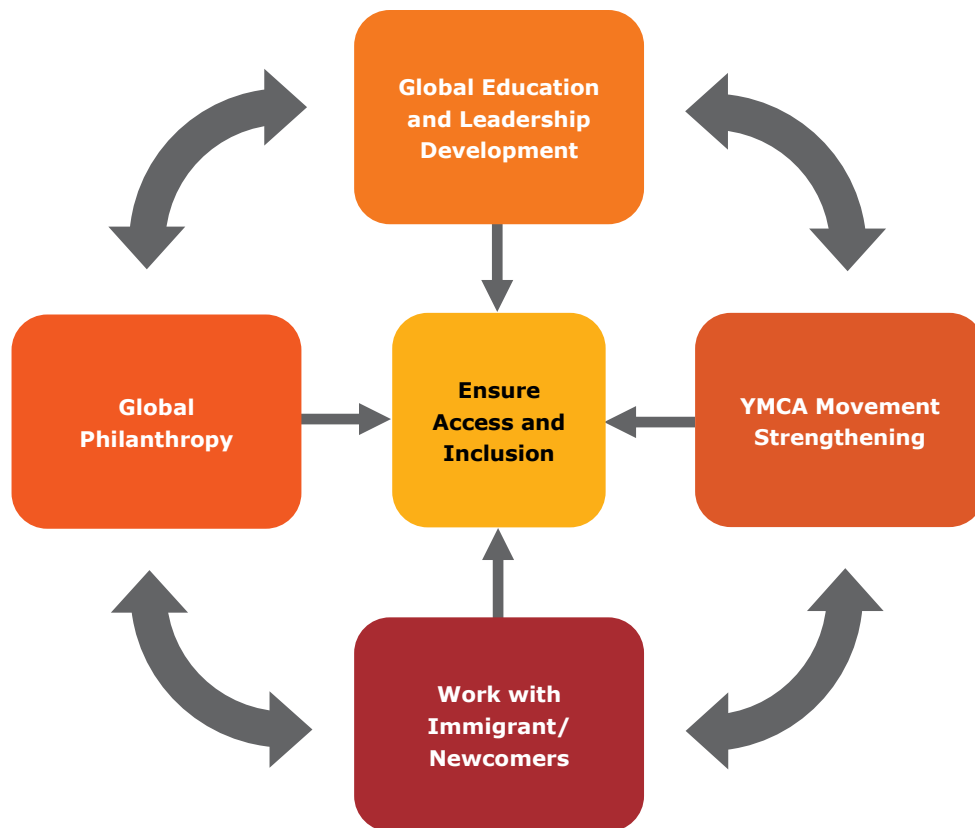 Global Education
and Leadership
Development
Global
Philanthropy
Ensure
Access and
Inclusion
YMCA Movement
Strengthening
Work with
Immigrant/
Newcomers